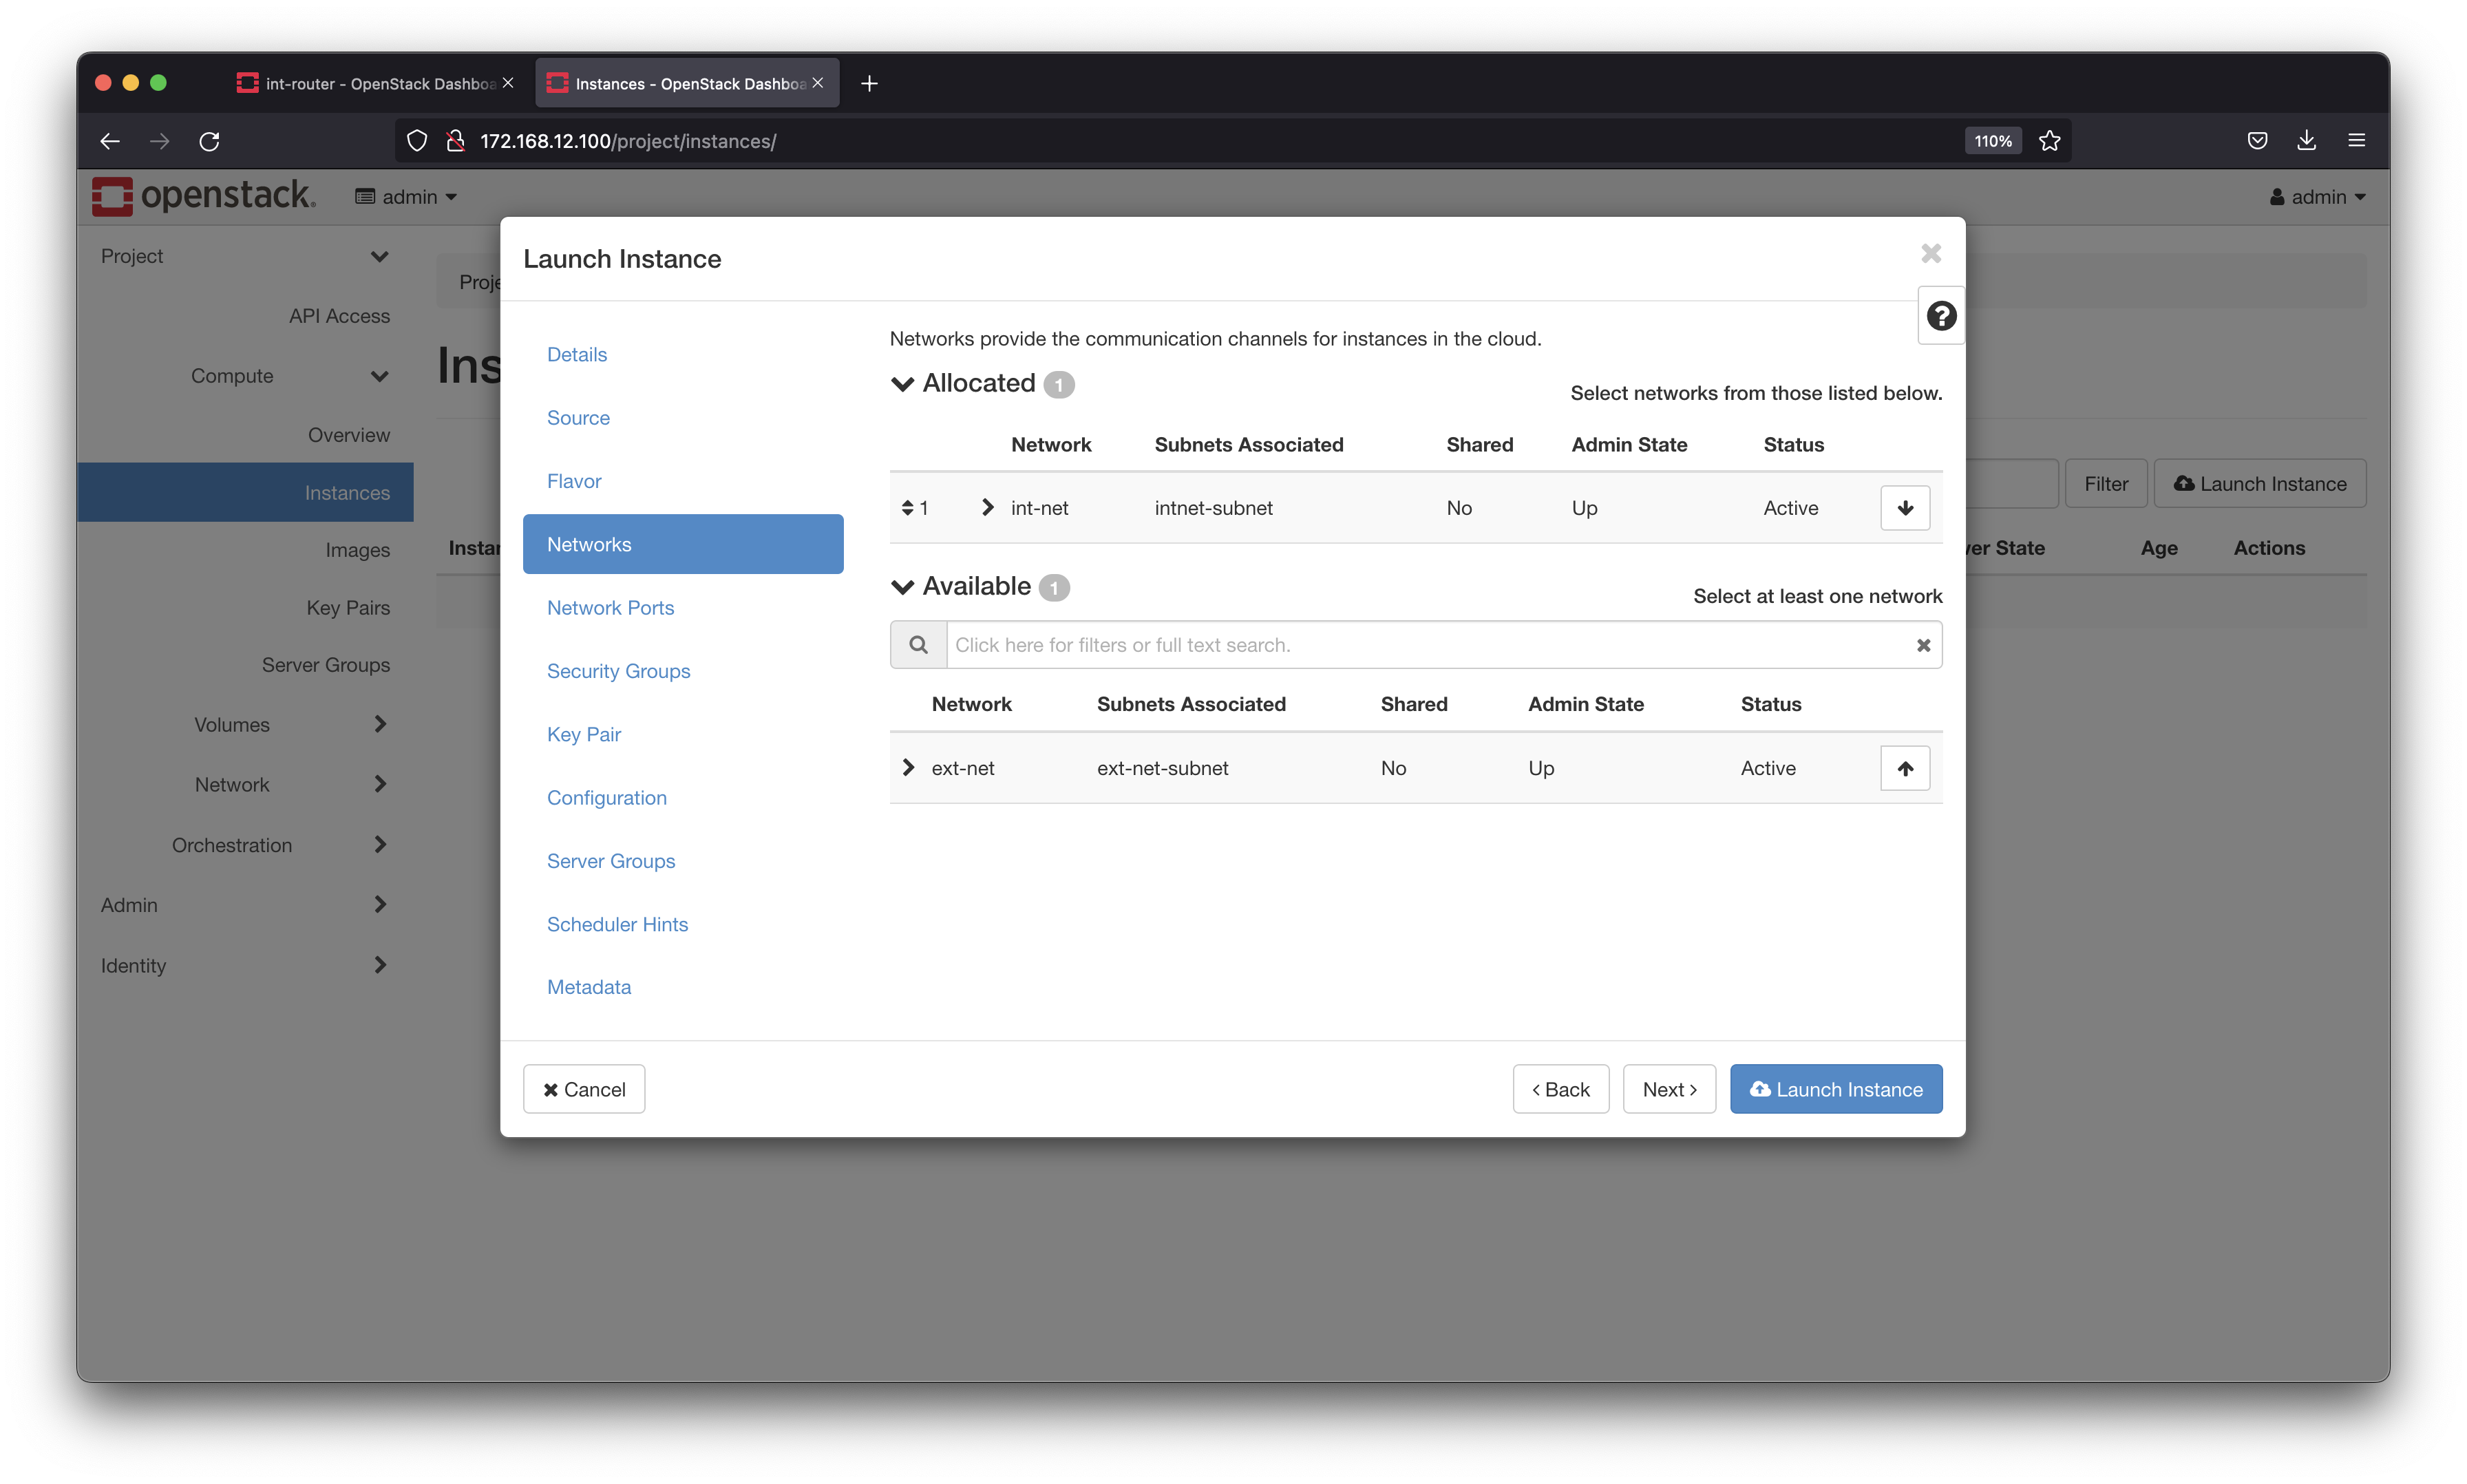 int-router - OpenStack Dashboa
Instances - OpenStack Dashboa
172.168.12.100/project/instances/
110%
openstack.
admin
admin
Project
API Access
Compute
Overview
Instances
Images
Key Pairs
Server Groups
Volumes
Network
Orchestration
Admin
Identity
Proje
Ins
Filter
Launch Instance
Instan
ver State Age Actions
Launch Instance
Details
Source
Flavor
Networks
Network Ports
Security Groups
Key Pair
Configuration
Server Groups
Scheduler Hints
Metadata
Networks provide the communication channels for instances in the cloud.
Allocated 1
Select networks from those listed below.
Network Subnets Associated Shared Admin State Status
1 int-net intnet-subnet No Up Active
Available 1
Select at least one network
Click here for filters or full text search.
Network Subnets Associated Shared Admin State Status
ext-net ext-net-subnet No Up Active
Cancel
Back
Next
Launch Instance